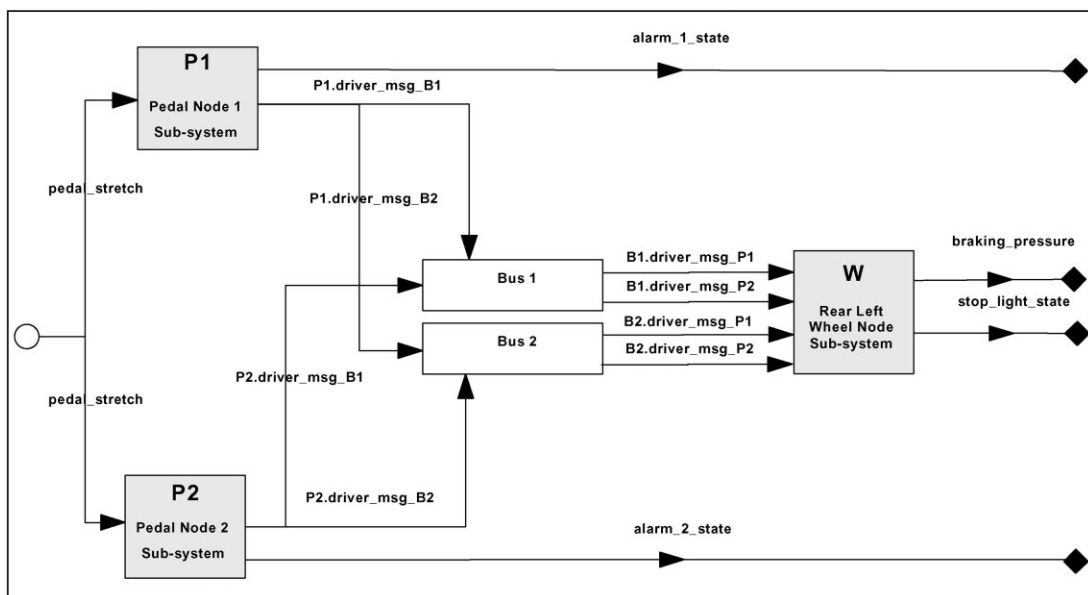 alarm_1_state
P1
Pedal Node 1
Sub-system
P1.driver_msg_B1
pedal_stretch
P1.driver_msg_B2
Bus 1
Bus 2
B1.driver_msg_P1
B1.driver_msg_P2
B2.driver_msg_P1
B2.driver_msg_P2
W
Rear Left
Wheel Node
Sub-system
braking_pressure
stop_light_state
P2.driver_msg_B1
pedal_stretch
P2
Pedal Node 2
Sub-system
P2.driver_msg_B2
alarm_2_state